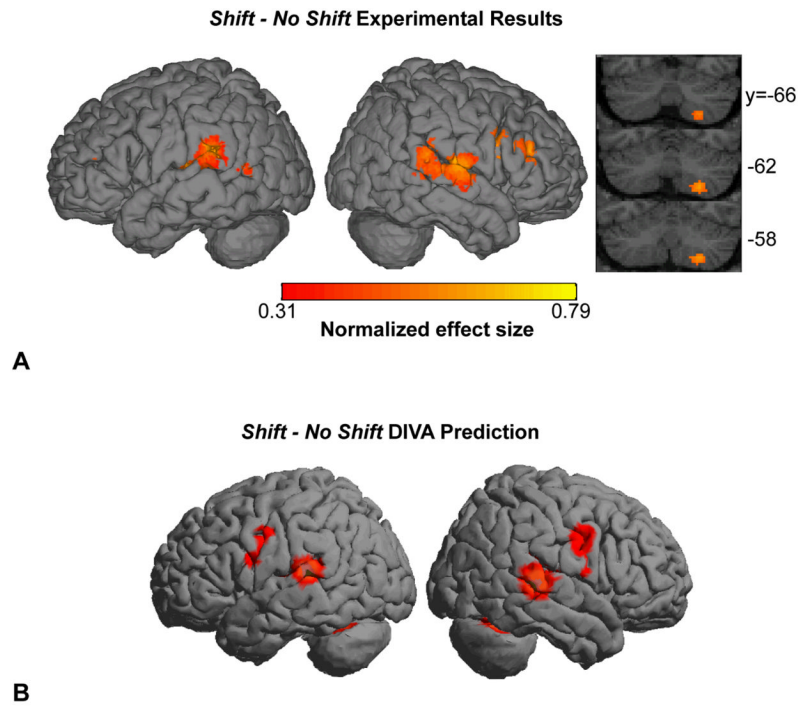 Shift - No Shift Experimental Results
y=-66
-62
-58
0.31 0.79
Normalized effect size
A
Shift - No Shift DIVA Prediction
B